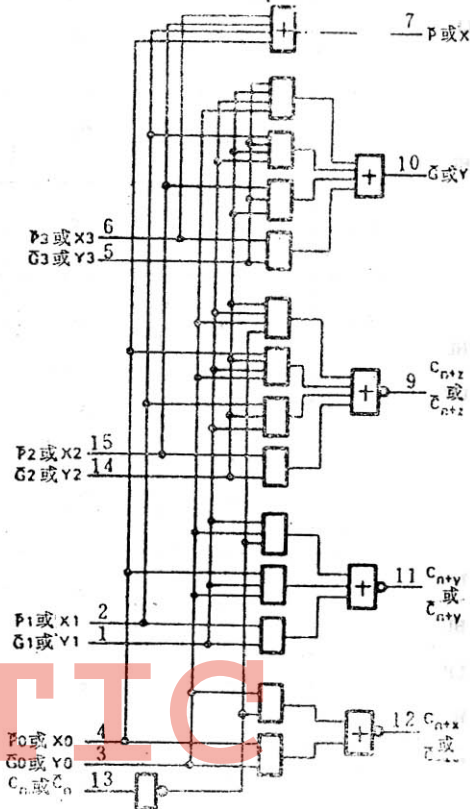 7 P̄或X
10 Ḡ或Y
P̄3或X3 6
Ḡ3或Y3 5
9 Cn+z
或
C̄n+z
P̄2或X2 15
Ḡ2或Y2 14
11 Cn+y
或
C̄n+y
P̄1或X1 2
Ḡ1或Y1 1
12 Cn+x
或
P̄0或X0 4
Ḡ0或Y0 3
Cn或C̄n 13
+
+
+
+
+
TIC